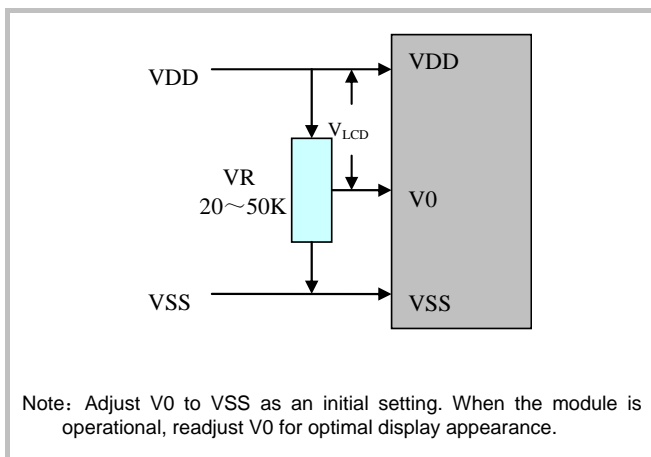 VDD
VDD
V_LCD
VR
20～50K
V0
VSS
VSS
Note：Adjust V0 to VSS as an initial setting. When the module is
operational, readjust V0 for optimal display appearance.